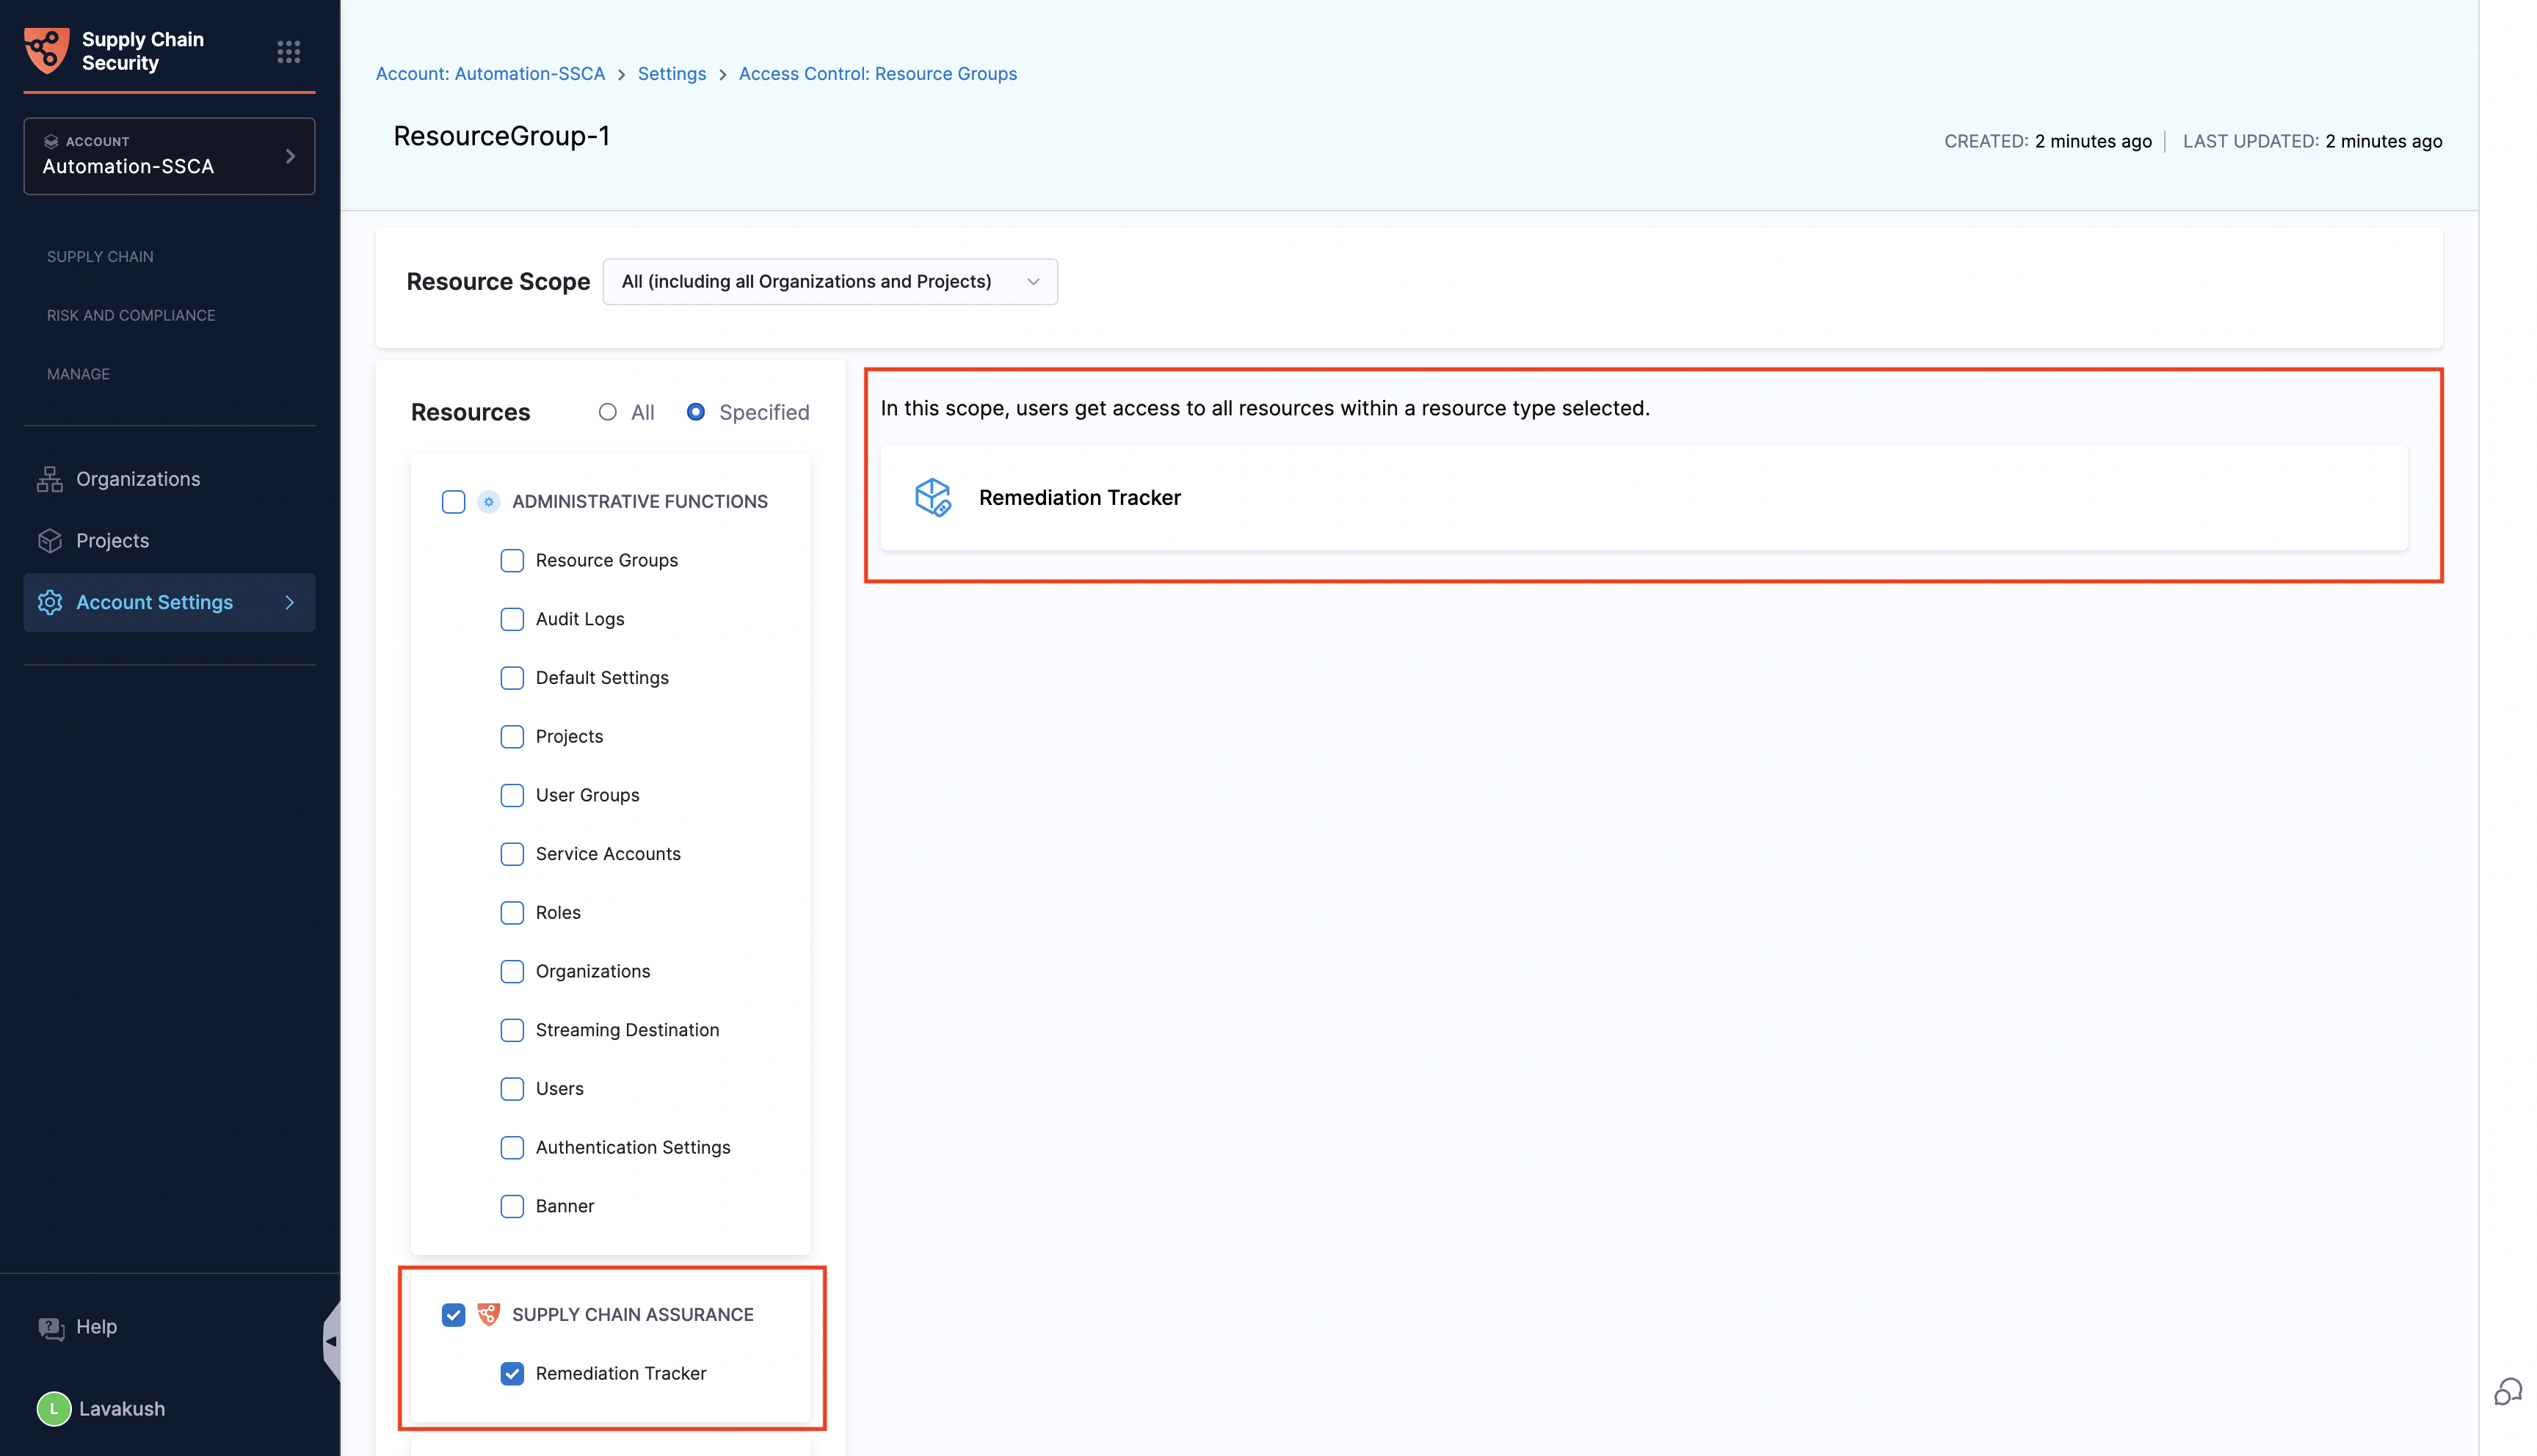 Supply Chain
Security
ACCOUNT
Automation-SSCA
SUPPLY CHAIN
RISK AND COMPLIANCE
MANAGE
Organizations
Projects
Account Settings
Help
L
Lavakush
Account: Automation-SSCA > Settings > Access Control: Resource Groups
ResourceGroup-1
CREATED: 2 minutes ago | LAST UPDATED: 2 minutes ago
Resource Scope All (including all Organizations and Projects)
Resources All Specified
ADMINISTRATIVE FUNCTIONS
Resource Groups
Audit Logs
Default Settings
Projects
User Groups
Service Accounts
Roles
Organizations
Streaming Destination
Users
Authentication Settings
Banner
SUPPLY CHAIN ASSURANCE
Remediation Tracker
In this scope, users get access to all resources within a resource type selected.
Remediation Tracker